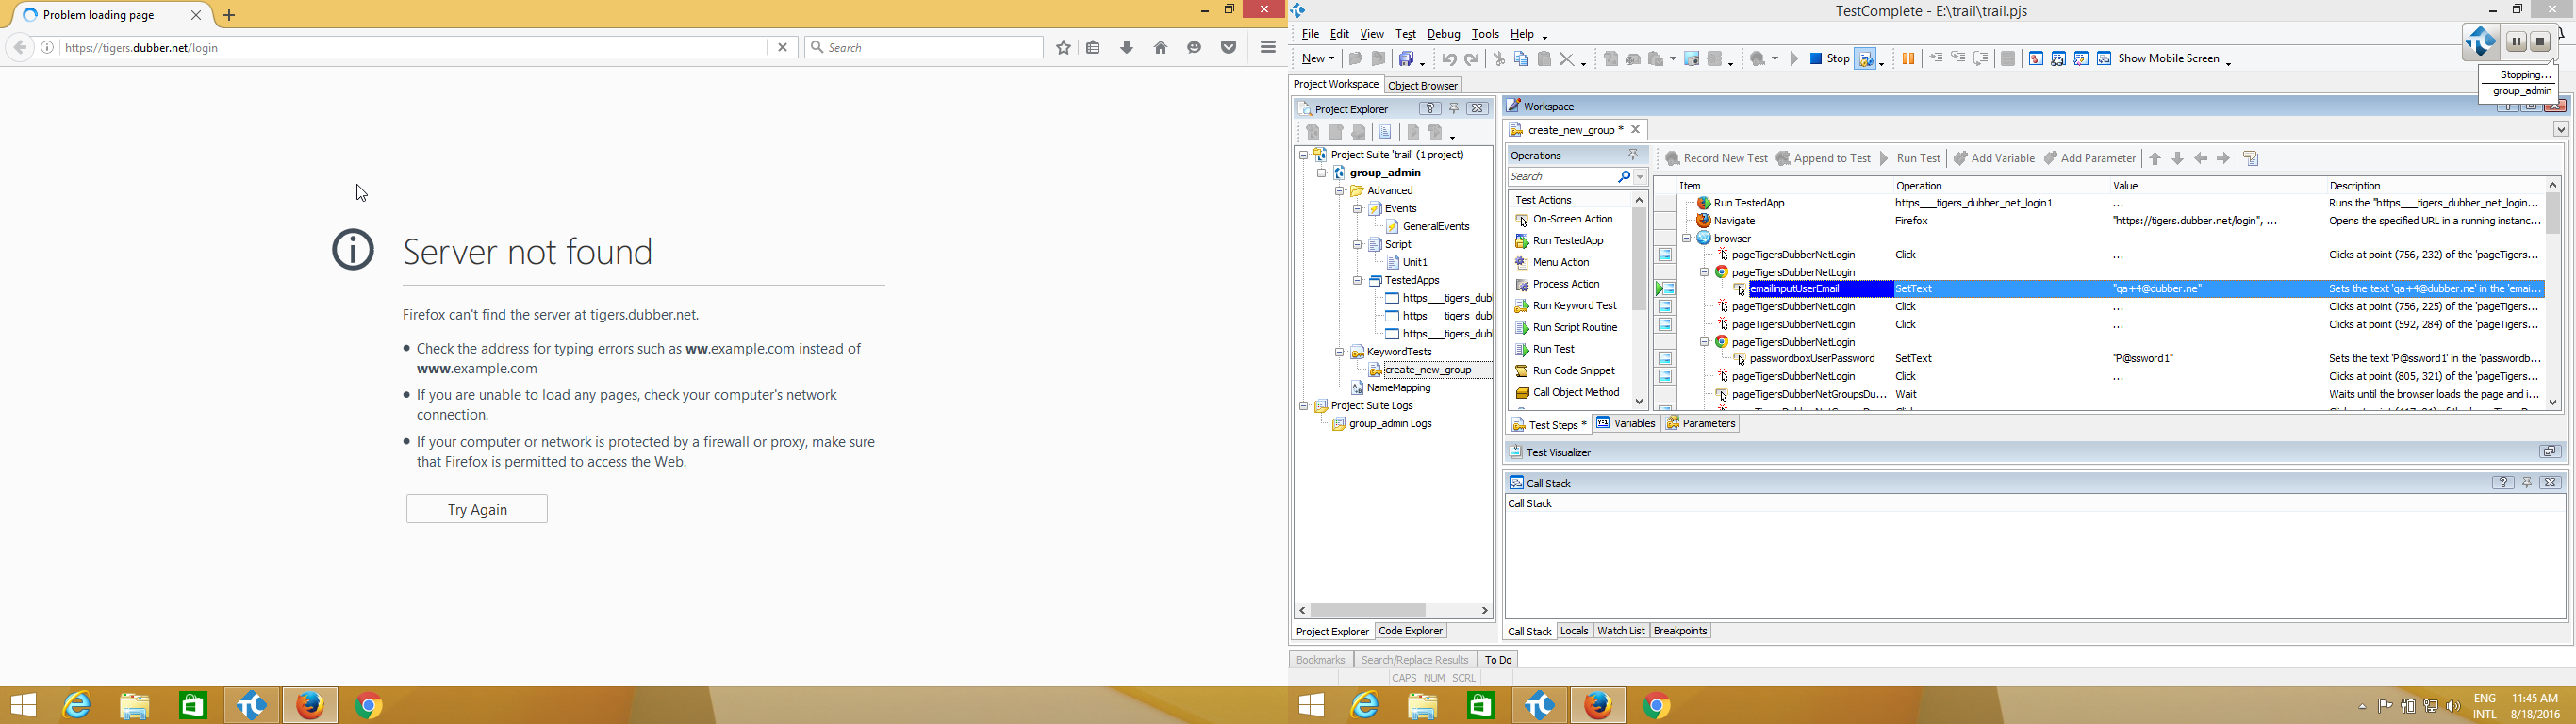 Problem loading page
https://tigers.dubber.net/login
Search
Server not found
Firefox can't find the server at tigers.dubber.net.
Check the address for typing errors such as ww.example.com instead of
www.example.com
If you are unable to load any pages, check your computer's network
connection.
If your computer or network is protected by a firewall or proxy, make sure
that Firefox is permitted to access the Web.
Try Again
TestComplete - E:\trail\trail.pjs
File Edit View Test Debug Tools Help
New Stop Show Mobile Screen
Stopping...
group_admin
Project Workspace Object Browser
Project Explorer
Project Suite 'trail' (1 project)
group_admin
Advanced
Events
GeneralEvents
Script
Unit1
TestedApps
https___tigers_dub
https___tigers_dub
https___tigers_dub
KeywordTests
create_new_group
NameMapping
Project Suite Logs
group_admin Logs
Project Explorer Code Explorer
Workspace
create_new_group *
Operations
Search
Test Actions
On-Screen Action
Run TestedApp
Menu Action
Process Action
Run Keyword Test
Run Script Routine
Run Test
Run Code Snippet
Call Object Method
Record New Test Append to Test Run Test Add Variable Add Parameter
Item Operation Value Description
Run TestedApp https___tigers_dubber_net_login1 ... Runs the "https___tigers_dubber_net_login...
Navigate Firefox "https://tigers.dubber.net/login", ... Opens the specified URL in a running instanc...
browser
pageTigersDubberNetLogin Click ... Clicks at point (756, 232) of the 'pageTigers...
pageTigersDubberNetLogin
emailinputUserEmail SetText "qa+4@dubber.ne" Sets the text 'qa+4@dubber.ne' in the 'emai...
pageTigersDubberNetLogin Click ... Clicks at point (756, 225) of the 'pageTigers...
pageTigersDubberNetLogin Click ... Clicks at point (592, 284) of the 'pageTigers...
pageTigersDubberNetLogin
passwordboxUserPassword SetText "P@ssword1" Sets the text 'P@ssword1' in the 'passwordb...
pageTigersDubberNetLogin Click ... Clicks at point (805, 321) of the 'pageTigers...
pageTigersDubberNetGroupsDu... Wait Waits until the browser loads the page and i...
Test Steps * Variables Parameters
Test Visualizer
Call Stack
Call Stack
Call Stack Locals Watch List Breakpoints
Bookmarks Search/Replace Results To Do
CAPS NUM SCRL
ENG 11:45 AM
INTL 8/18/2016